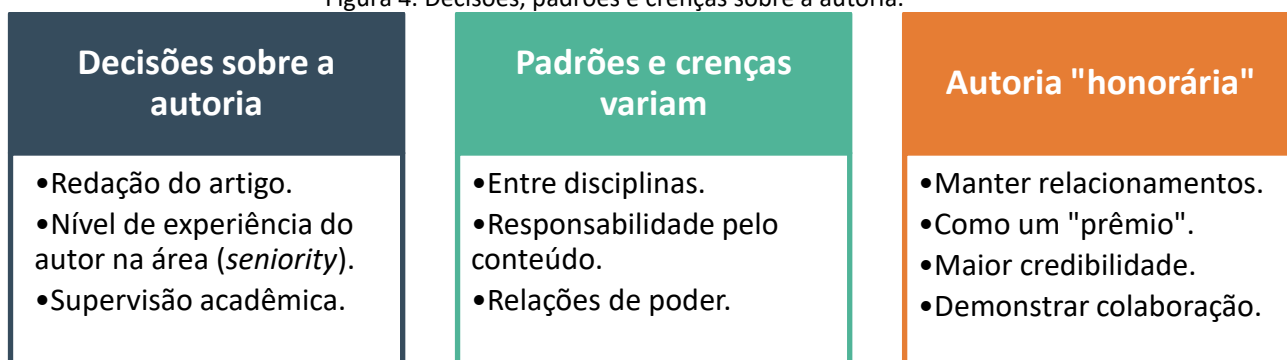 Figura 4: Decisões, padrões e crenças sobre a autoria.
Decisões sobre a
autoria
•Redação do artigo.
•Nível de experiência do
autor na área (seniority).
•Supervisão acadêmica.
Padrões e crenças
variam
•Entre disciplinas.
•Responsabilidade pelo
conteúdo.
•Relações de poder.
Autoria "honorária"
•Manter relacionamentos.
•Como um "prêmio".
•Maior credibilidade.
•Demonstrar colaboração.